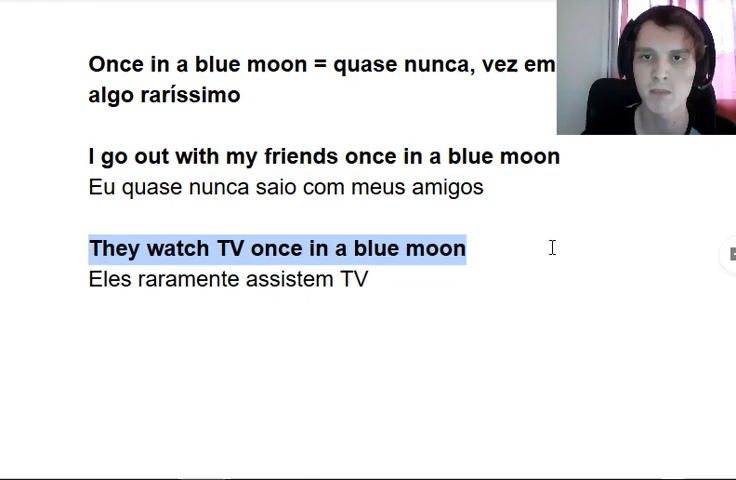 Once in a blue moon = quase nunca, vez em
algo raríssimo
I go out with my friends once in a blue moon
Eu quase nunca saio com meus amigos
They watch TV once in a blue moon
Eles raramente assistem TV